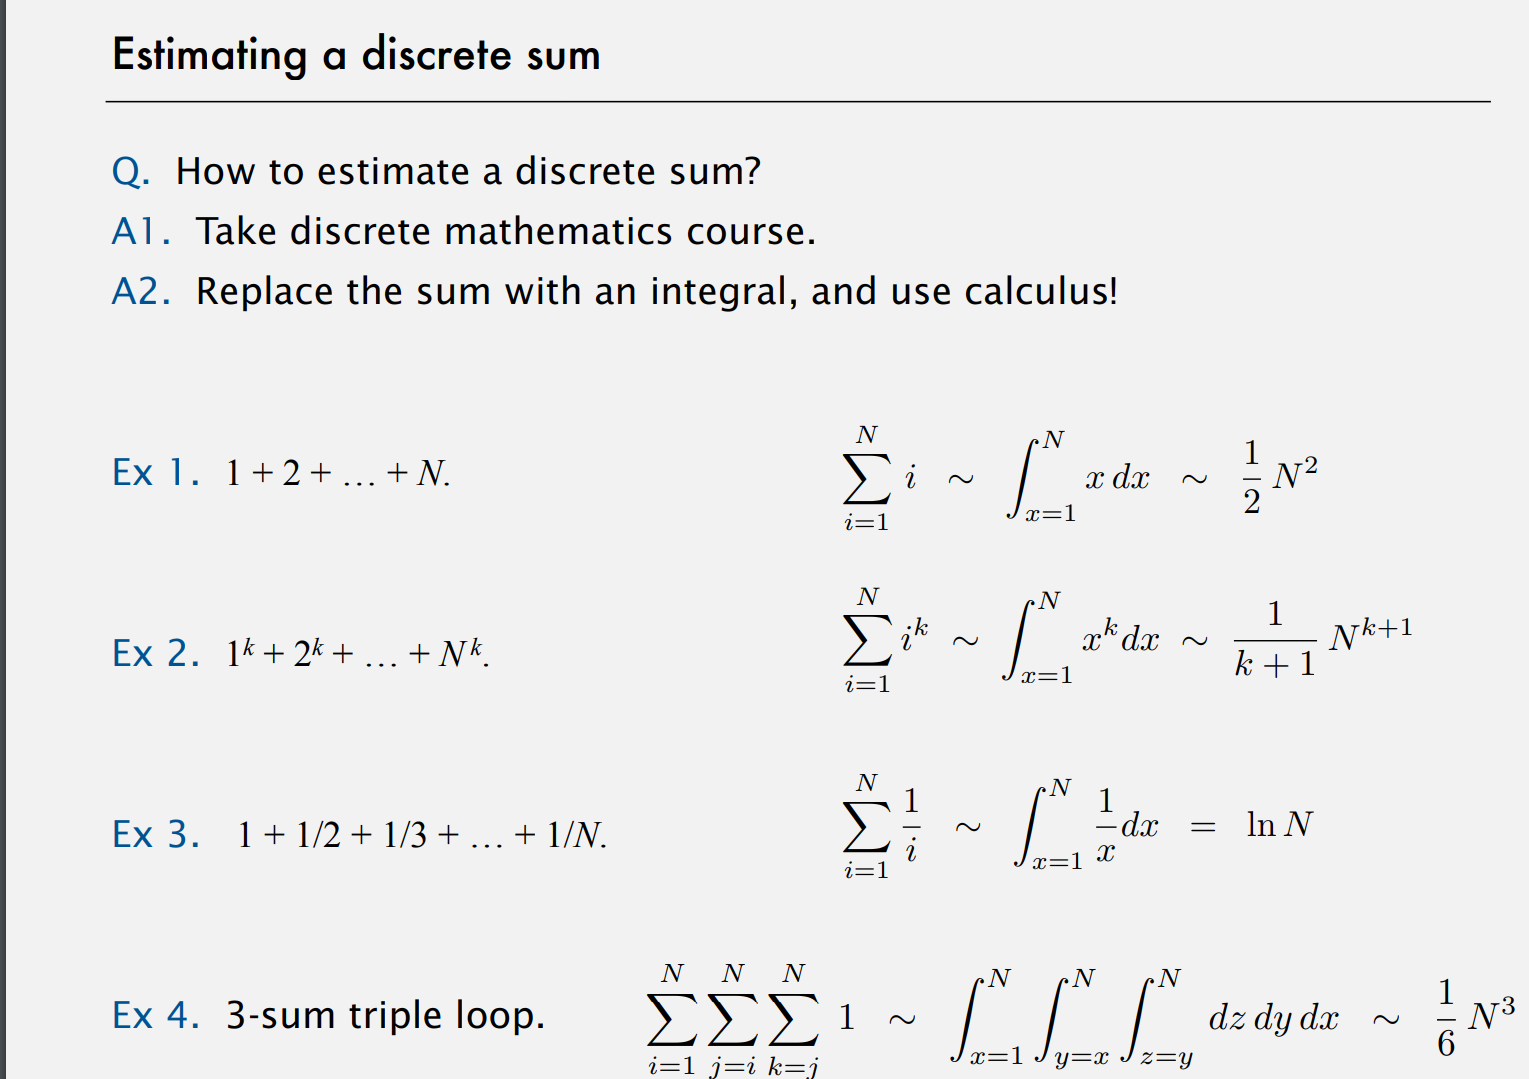 Estimating a discrete sum
Q. How to estimate a discrete sum?
A1. Take discrete mathematics course.
A2. Replace the sum with an integral, and use calculus!
Ex 1. 1 + 2 + … + N. $\sum_{i=1}^{N} i \sim \int_{x=1}^{N} x\,dx \sim \frac{1}{2} N^2$
Ex 2. 1^k + 2^k + … + N^k. $\sum_{i=1}^{N} i^k \sim \int_{x=1}^{N} x^k dx \sim \frac{1}{k+1} N^{k+1}$
Ex 3. 1 + 1/2 + 1/3 + … + 1/N. $\sum_{i=1}^{N} \frac{1}{i} \sim \int_{x=1}^{N} \frac{1}{x} dx = \ln N$
Ex 4. 3-sum triple loop. $\sum_{i=1}^{N} \sum_{j=i}^{N} \sum_{k=j}^{N} 1 \sim \int_{x=1}^{N} \int_{y=x}^{N} \int_{z=y}^{N} dz\,dy\,dx \sim \frac{1}{6} N^3$